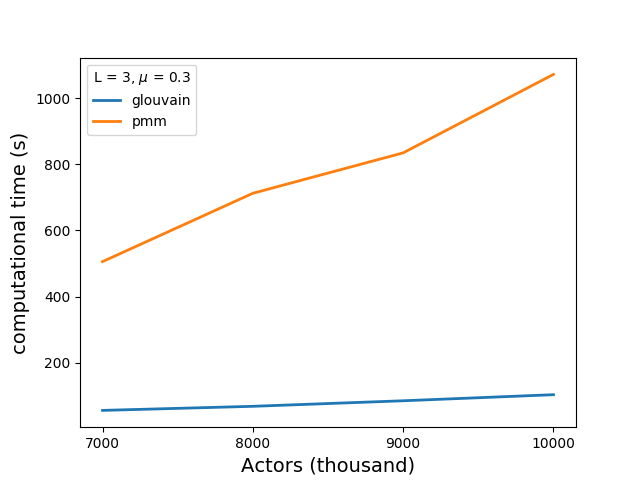 L = 3, μ = 0.3
glouvain
pmm
1000
800
600
400
200
computational time (s)
7000 8000 9000 10000
Actors (thousand)